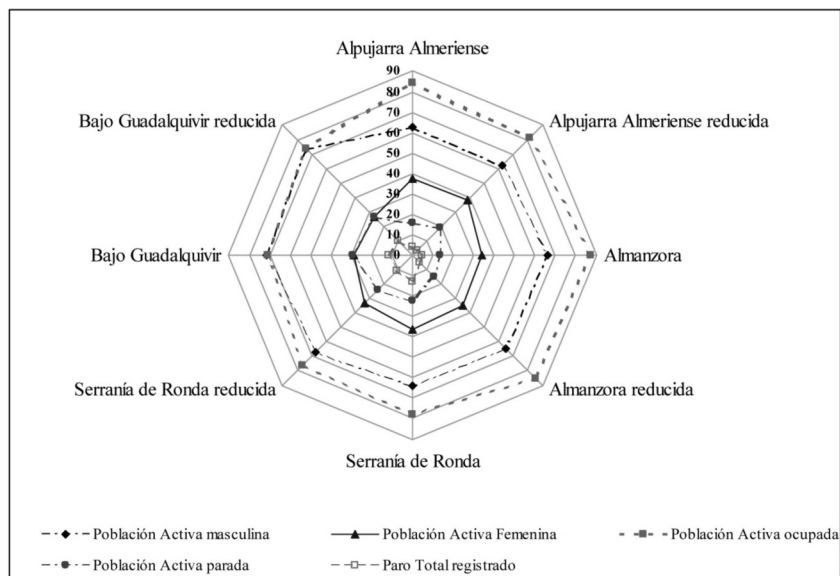 Alpujarra Almeriense
90
80
70
60
50
40
30
20
10
0
Bajo Guadalquivir reducida
Alpujarra Almeriense reducida
Bajo Guadalquivir
Almanzora
Serranía de Ronda reducida
Almanzora reducida
Serranía de Ronda
Población Activa masculina
Población Activa Femenina
Población Activa ocupada
Población Activa parada
Paro Total registrado